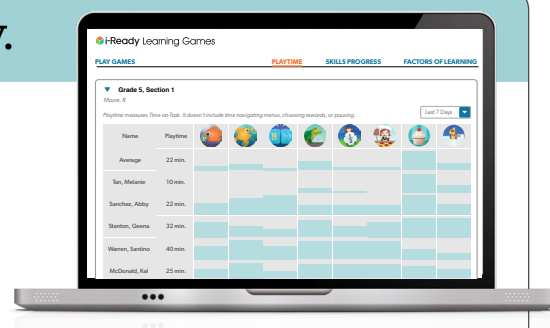 y.
i-Ready Learning Games
PLAY GAMES PLAYTIME SKILLS PROGRESS FACTORS OF LEARNING
Grade 5, Section 1
Moore, R.
Playtime measures Time-on-Task. It doesn't include time navigating menus, choosing rewards, or pausing.
Last 7 Days
Name Playtime
Average 22 min.
Tan, Melanie 10 min.
Sanchez, Abby 22 min.
Stanton, Geena 32 min.
Warren, Santino 40 min.
McDonald, Kal 25 min.